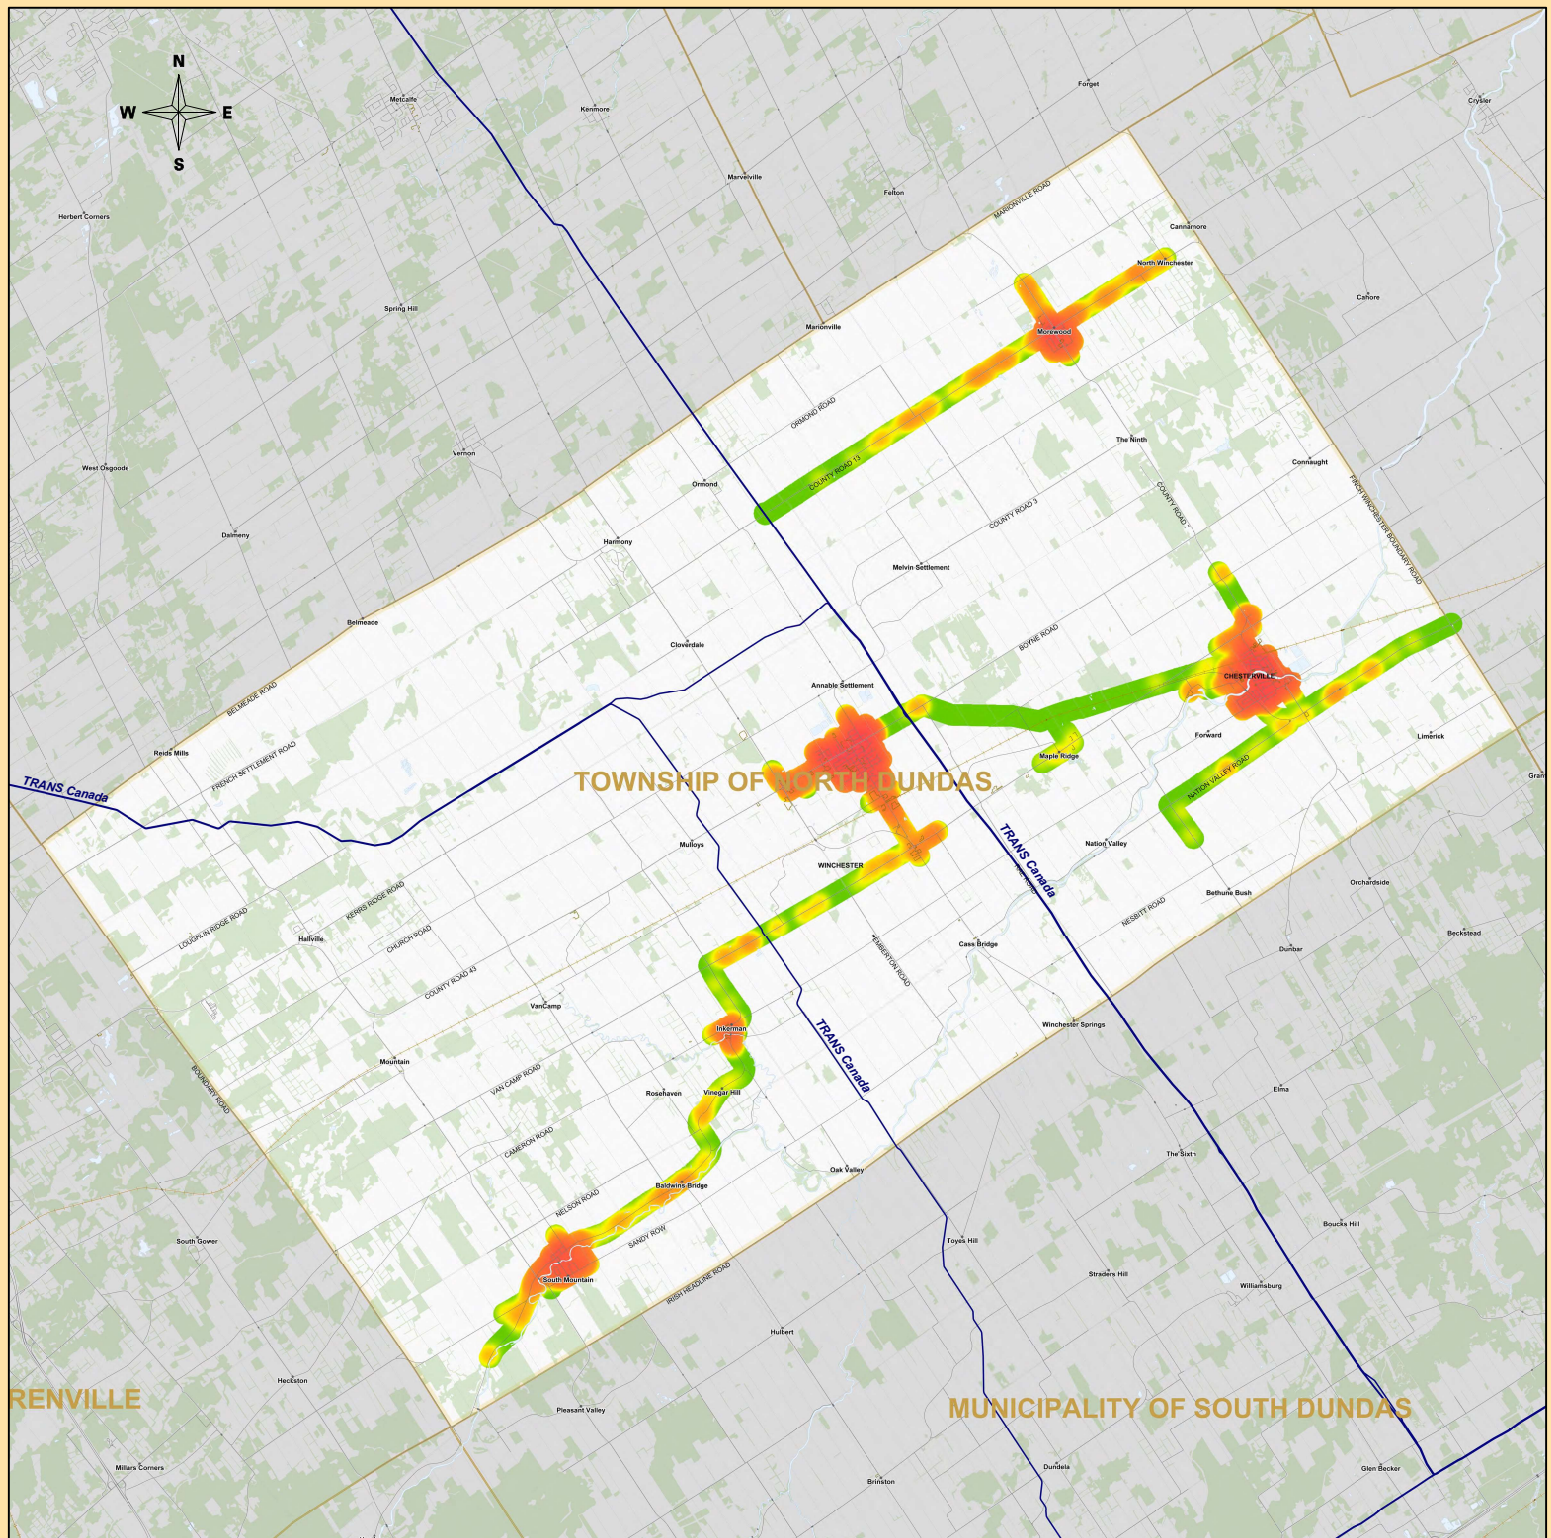 N
W E
S
Metcalfe
Kenmore
Forget
Crysler
Marvelville
Felton
MARIONVILLE ROAD
Herbert Corners
Cannamore
North Winchester
Cahore
Spring Hill
Marionville
Morewood
ORMOND ROAD
The Ninth
Vernon
West Osgoode
Connaught
COUNTY ROAD 13
Ormond
COUNTY ROAD
COUNTY ROAD 3
FINCH WINCHESTER BOUNDARY ROAD
Dalmeny
Harmony
Melvin Settlement
Belmeace
BOYNE ROAD
Cloverdale
CHESTERVILLE
Annable Settlement
BELMEADE ROAD
Forward
Limerick
Reids Mills
FRENCH SETTLEMENT ROAD
Maple Ridge
NATION VALLEY ROAD
Gran
TOWNSHIP OF NORTH DUNDAS
TRANS Canada
Mulloys
Nation Valley
TRANS Canada
WINCHESTER
Orchardside
Bethune Bush
KERRS RIDGE ROAD
NESBITT ROAD
LOUGHLIN RIDGE ROAD
Beckstead
Hallville
CHURCH ROAD
Cass Bridge
Dunbar
EMBERTON ROAD
COUNTY ROAD 43
VanCamp
Winchester Springs
Inkerman
TRANS Canada
Mountain
VAN CAMP ROAD
Rosehaven
Vinegar Hill
Elma
BOUNDARY ROAD
CAMERON ROAD
The Sixth
Oak Valley
Baldwins Bridge
NELSON ROAD
Boucks Hill
SANDY ROW
South Gover
Toyes Hill
Straders Hill
South Mountain
IRISH HEADLINE ROAD
Williamsburg
Hulbert
Heckston
RENVILLE
MUNICIPALITY OF SOUTH DUNDAS
Pleasant Valley
Millars Corners
Dundela
Glen Becker
Brinston